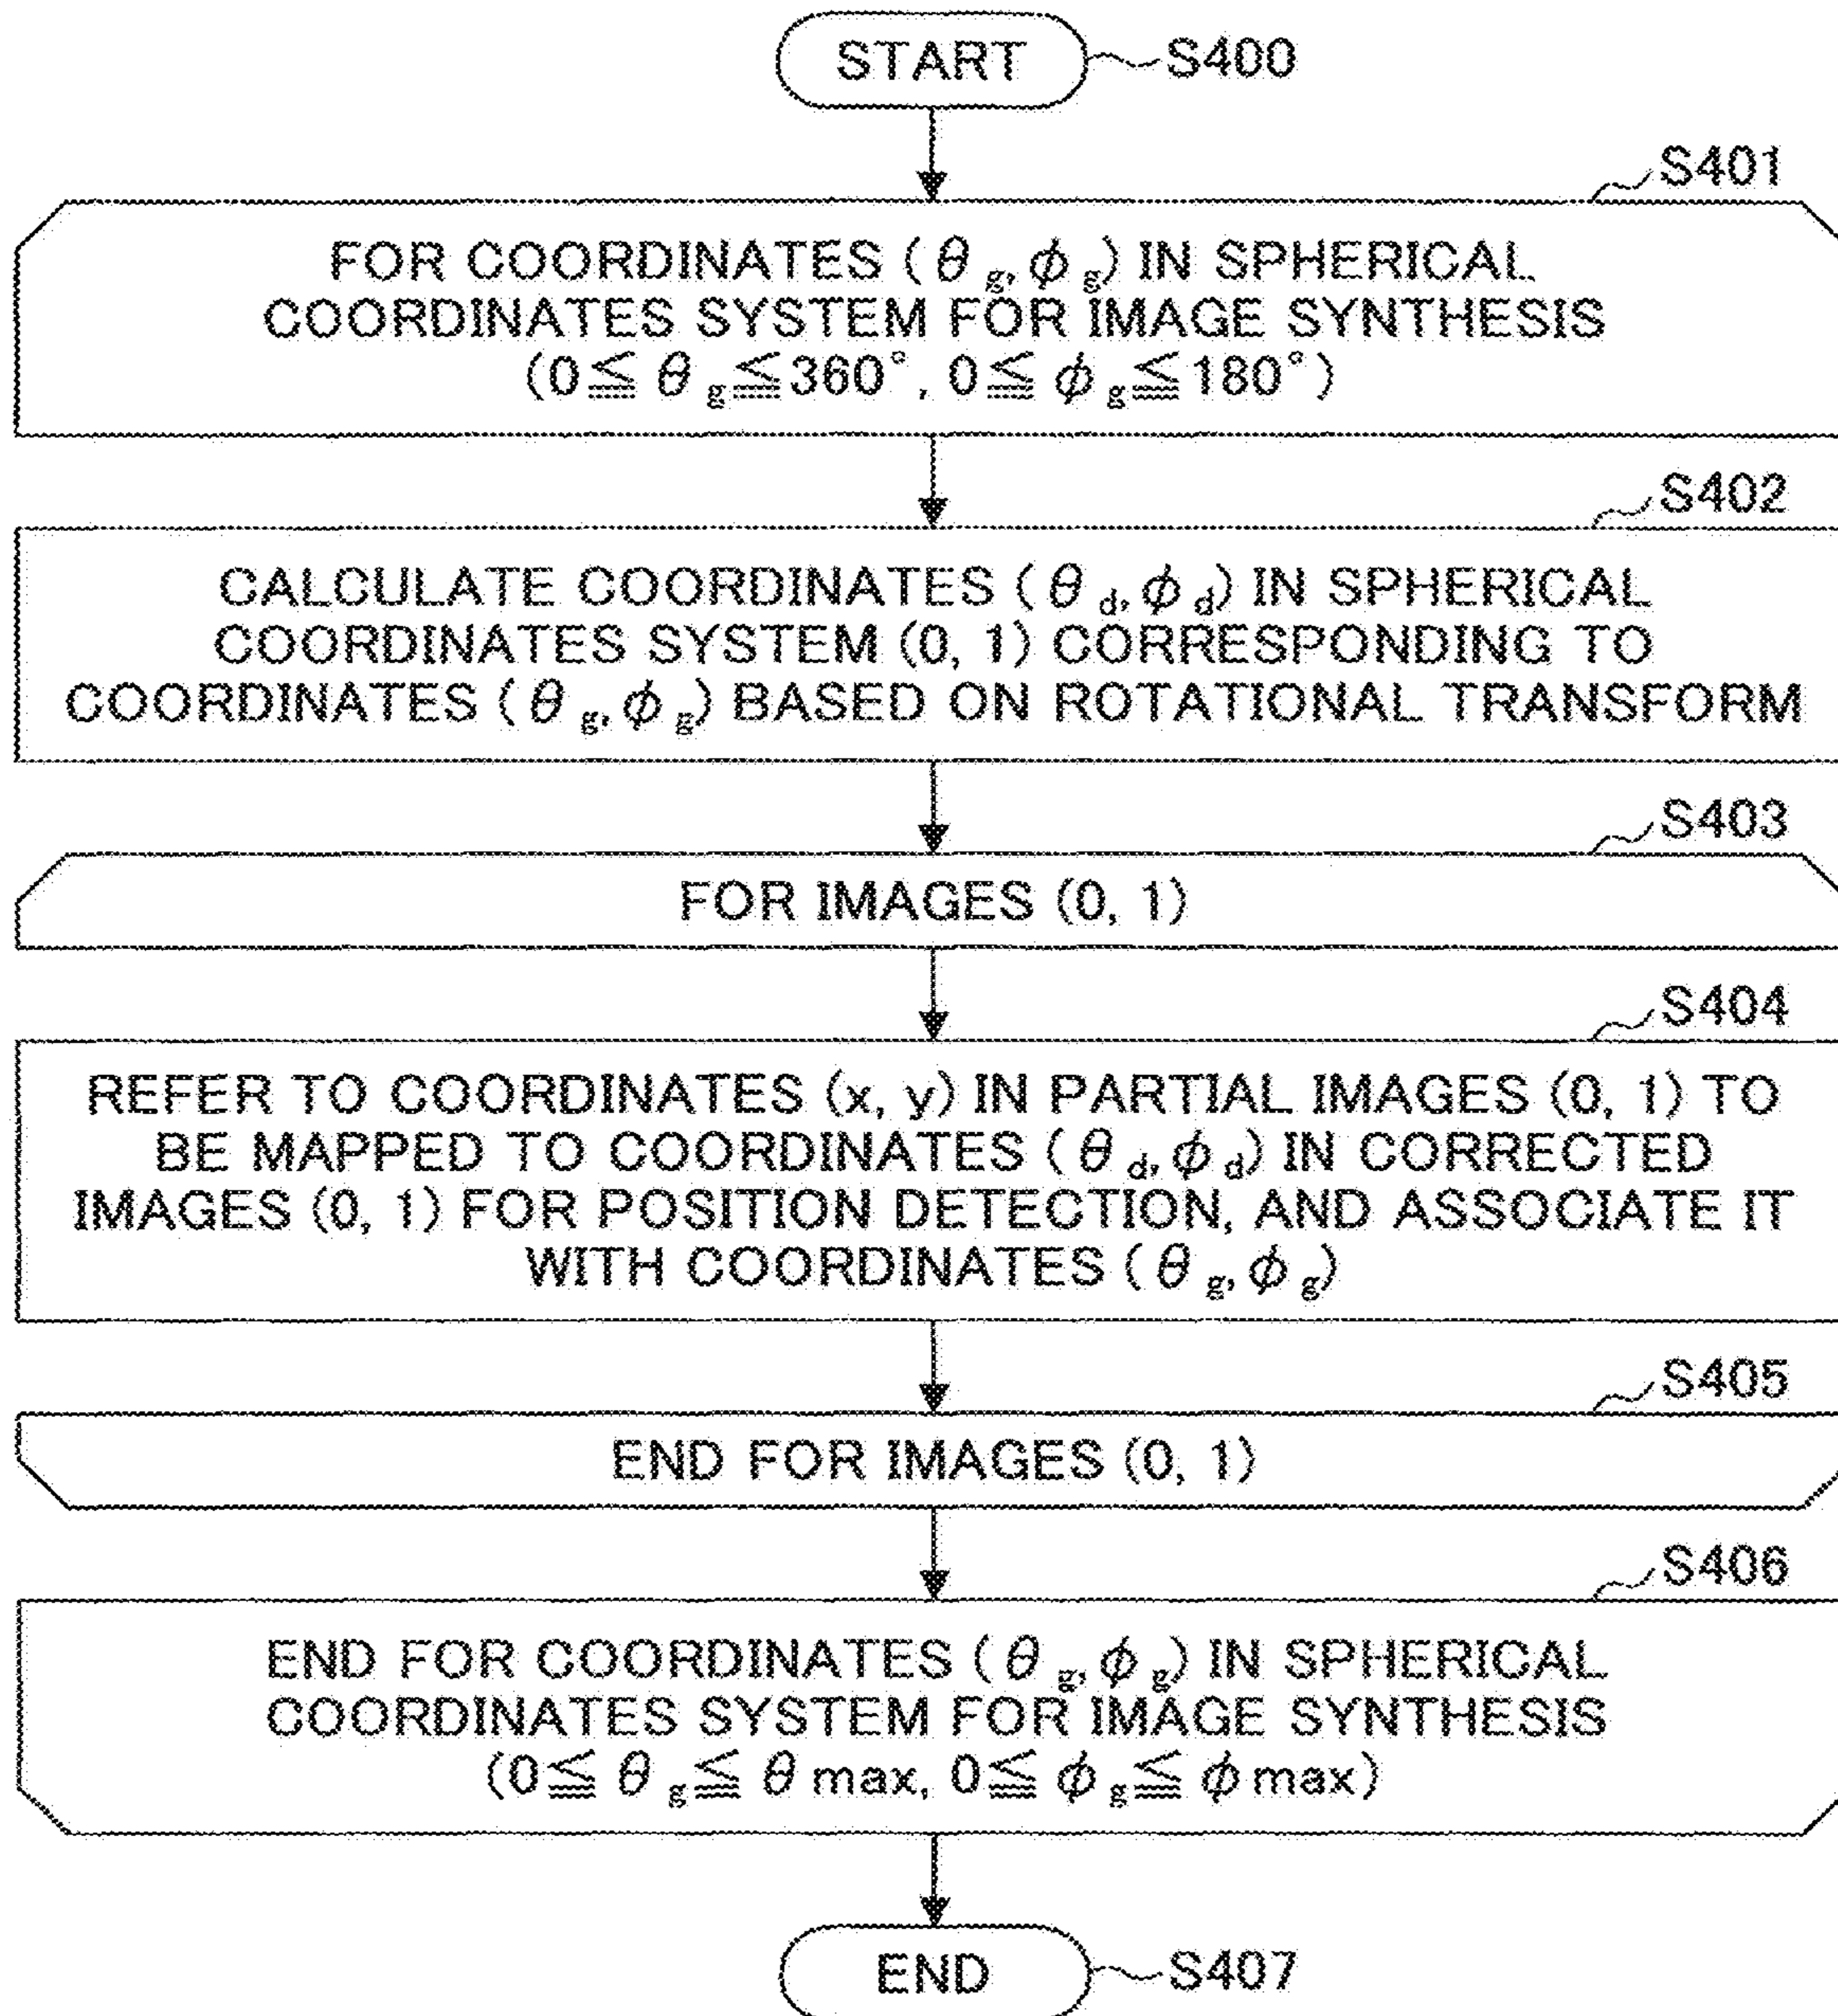 START
S400
S401
FOR COORDINATES (θg, φg) IN SPHERICAL
COORDINATES SYSTEM FOR IMAGE SYNTHESIS
(0≦θg≦360°, 0≦φg≦180°)
S402
CALCULATE COORDINATES (θd, φd) IN SPHERICAL
COORDINATES SYSTEM (0, 1) CORRESPONDING TO
COORDINATES (θg, φg) BASED ON ROTATIONAL TRANSFORM
S403
FOR IMAGES (0, 1)
S404
REFER TO COORDINATES (x, y) IN PARTIAL IMAGES (0, 1) TO
BE MAPPED TO COORDINATES (θd, φd) IN CORRECTED
IMAGES (0, 1) FOR POSITION DETECTION, AND ASSOCIATE IT
WITH COORDINATES (θg, φg)
S405
END FOR IMAGES (0, 1)
S406
END FOR COORDINATES (θg, φg) IN SPHERICAL
COORDINATES SYSTEM FOR IMAGE SYNTHESIS
(0≦θg≦θmax, 0≦φg≦φmax)
END
S407